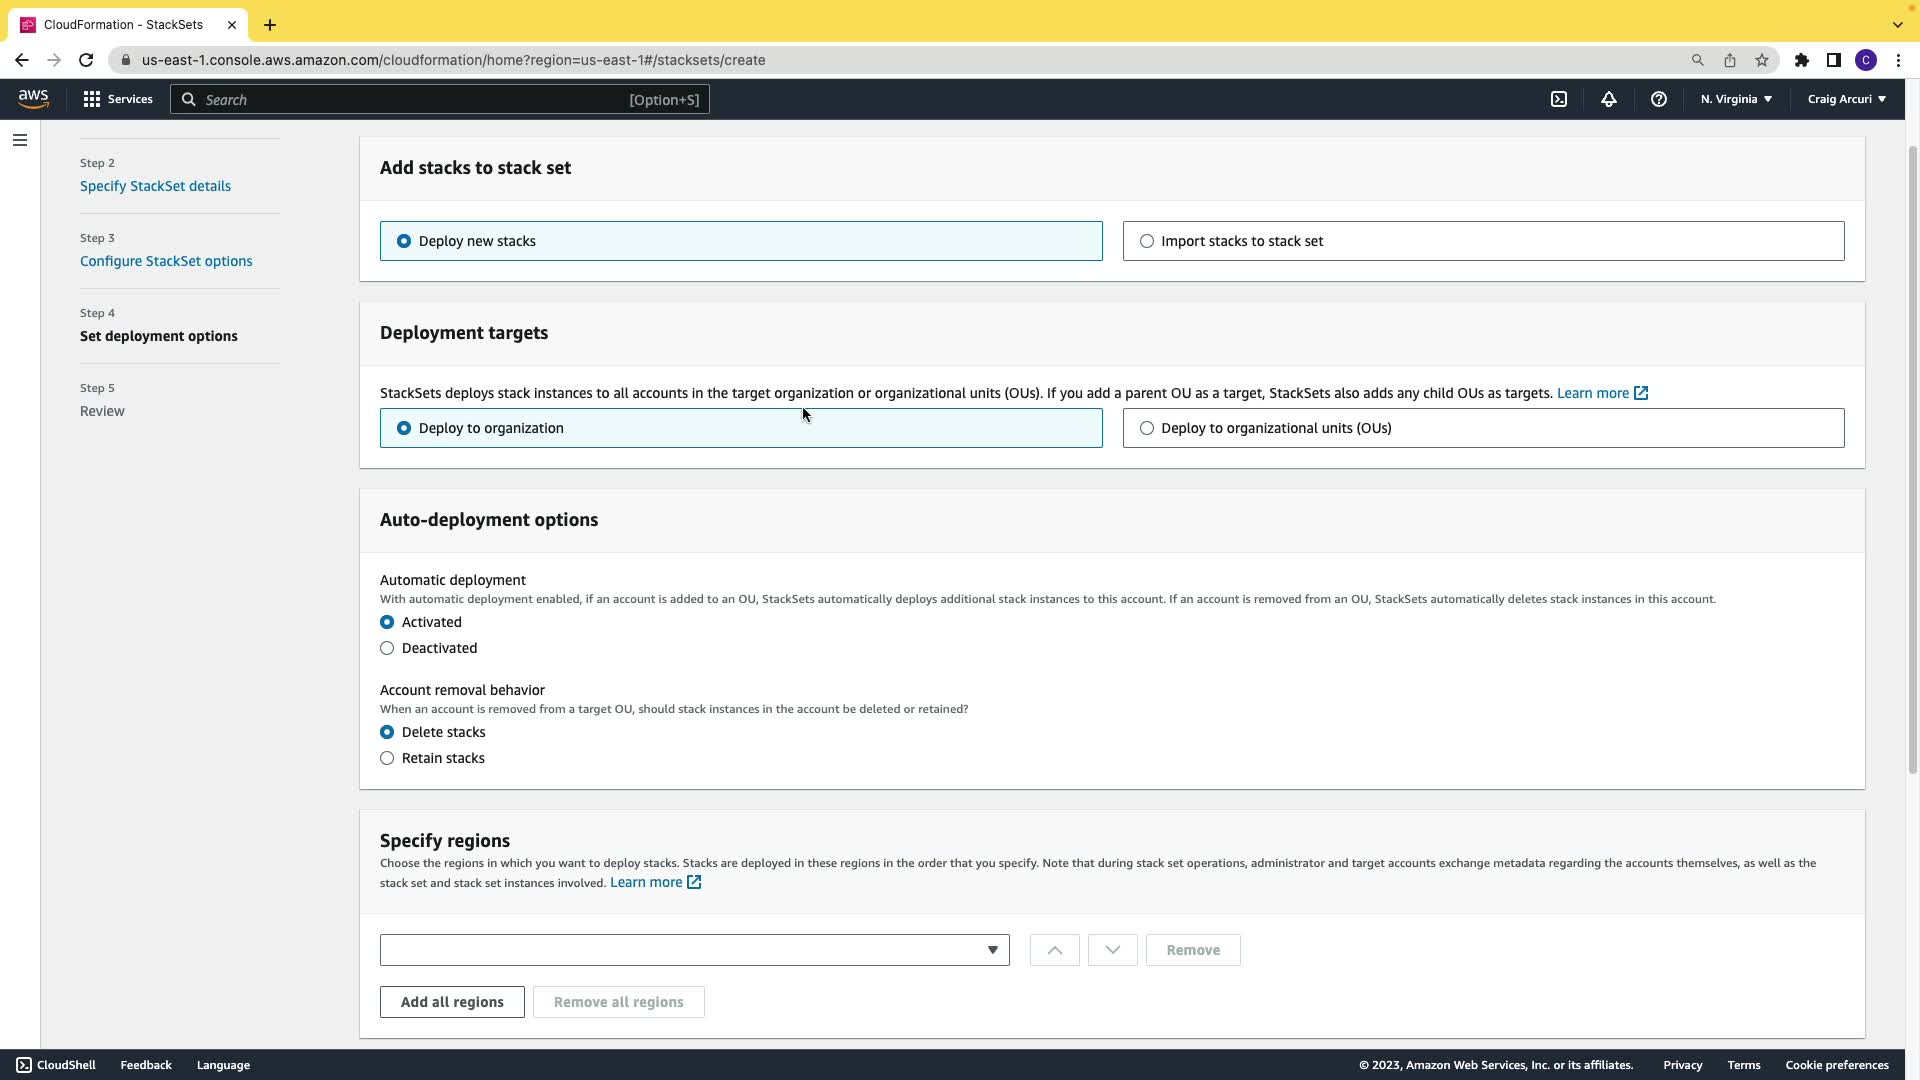 CloudFormation - StackSets
us-east-1.console.aws.amazon.com/cloudformation/home?region=us-east-1#/stacksets/create
C
aws
Services
Search
[Option+S]
N. Virginia
Craig Arcuri
Step 2
Specify StackSet details
Step 3
Configure StackSet options
Step 4
Set deployment options
Step 5
Review
Add stacks to stack set
Deploy new stacks
Import stacks to stack set
Deployment targets
StackSets deploys stack instances to all accounts in the target organization or organizational units (OUs). If you add a parent OU as a target, StackSets also adds any child OUs as targets. Learn more
Deploy to organization
Deploy to organizational units (OUs)
Auto-deployment options
Automatic deployment
With automatic deployment enabled, if an account is added to an OU, StackSets automatically deploys additional stack instances to this account. If an account is removed from an OU, StackSets automatically deletes stack instances in this account.
Activated
Deactivated
Account removal behavior
When an account is removed from a target OU, should stack instances in the account be deleted or retained?
Delete stacks
Retain stacks
Specify regions
Choose the regions in which you want to deploy stacks. Stacks are deployed in these regions in the order that you specify. Note that during stack set operations, administrator and target accounts exchange metadata regarding the accounts themselves, as well as the
stack set and stack set instances involved. Learn more
Remove
Add all regions
Remove all regions
CloudShell
Feedback
Language
© 2023, Amazon Web Services, Inc. or its affiliates.
Privacy
Terms
Cookie preferences